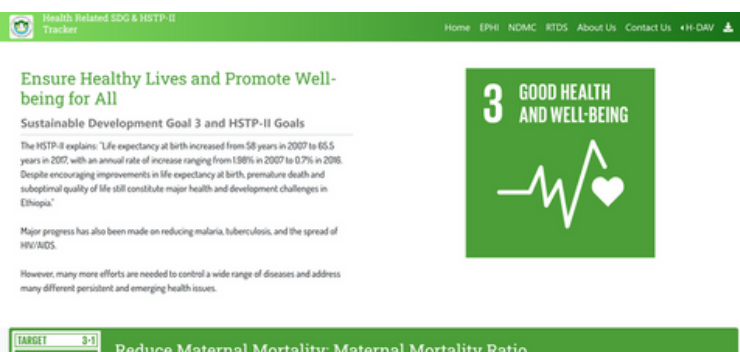 Health Related SDG & HSTP-II
Tracker
Home EPHI NDMC RTDS About Us Contact Us H-DAV
Ensure Healthy Lives and Promote Well-
being for All
Sustainable Development Goal 3 and HSTP-II Goals
The HSTP-II explains: "Life expectancy at birth increased from 58 years in 2007 to 65.5
years in 2017, with an annual rate of increase ranging from 1.98% in 2007 to 0.7% in 2016.
Despite encouraging improvements in life expectancy at birth, premature death and
suboptimal quality of life still constitute major health and development challenges in
Ethiopia."
Major progress has also been made on reducing malaria, tuberculosis, and the spread of
HIV/AIDS.
However, many more efforts are needed to control a wide range of diseases and address
many different persistent and emerging health issues.
3 GOOD HEALTH
AND WELL-BEING
TARGET 3·1
Reduce Maternal Mortality: Maternal Mortality Ratio